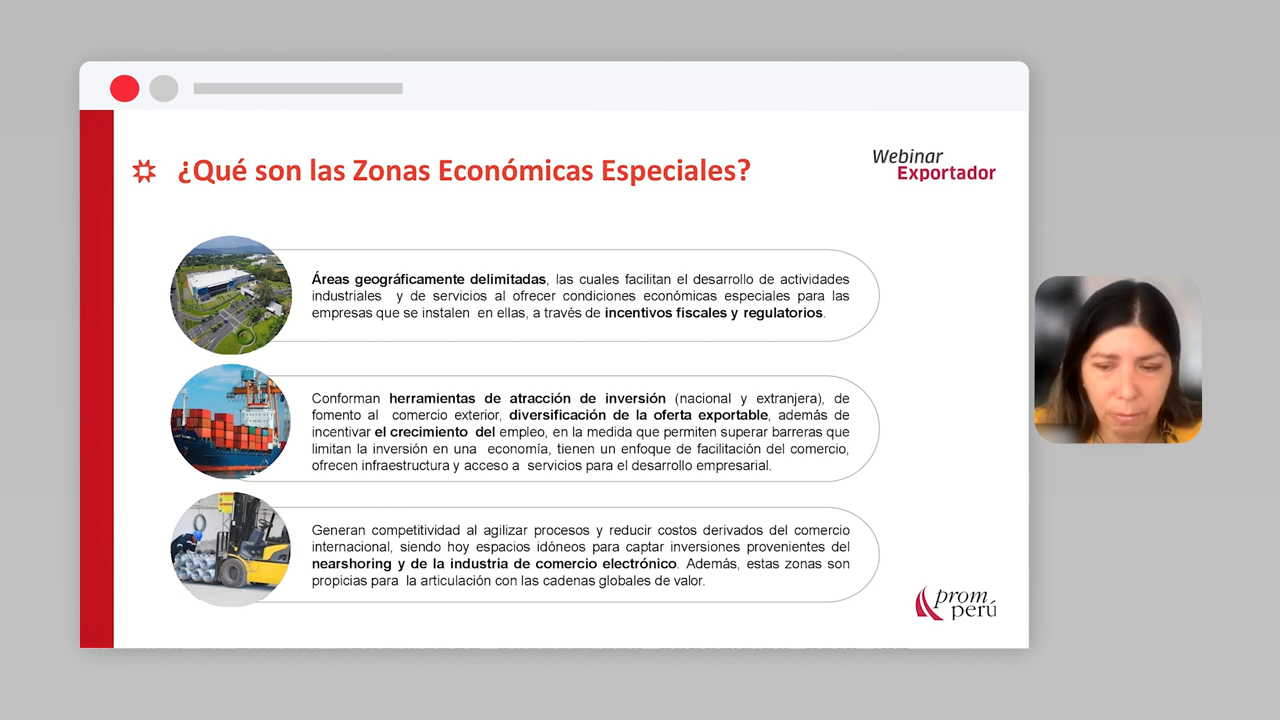 ¿Qué son las Zonas Económicas Especiales?
Webinar
Exportador
Áreas geográficamente delimitadas, las cuales facilitan el desarrollo de actividades
industriales y de servicios al ofrecer condiciones económicas especiales para las
empresas que se instalen en ellas, a través de incentivos fiscales y regulatorios.
Conforman herramientas de atracción de inversión (nacional y extranjera), de
fomento al comercio exterior, diversificación de la oferta exportable, además de
incentivar el crecimiento del empleo, en la medida que permiten superar barreras que
limitan la inversión en una economía, tienen un enfoque de facilitación del comercio,
ofrecen infraestructura y acceso a servicios para el desarrollo empresarial.
Generan competitividad al agilizar procesos y reducir costos derivados del comercio
internacional, siendo hoy espacios idóneos para captar inversiones provenientes del
nearshoring y de la industria de comercio electrónico. Además, estas zonas son
propicias para la articulación con las cadenas globales de valor.
prom
perú